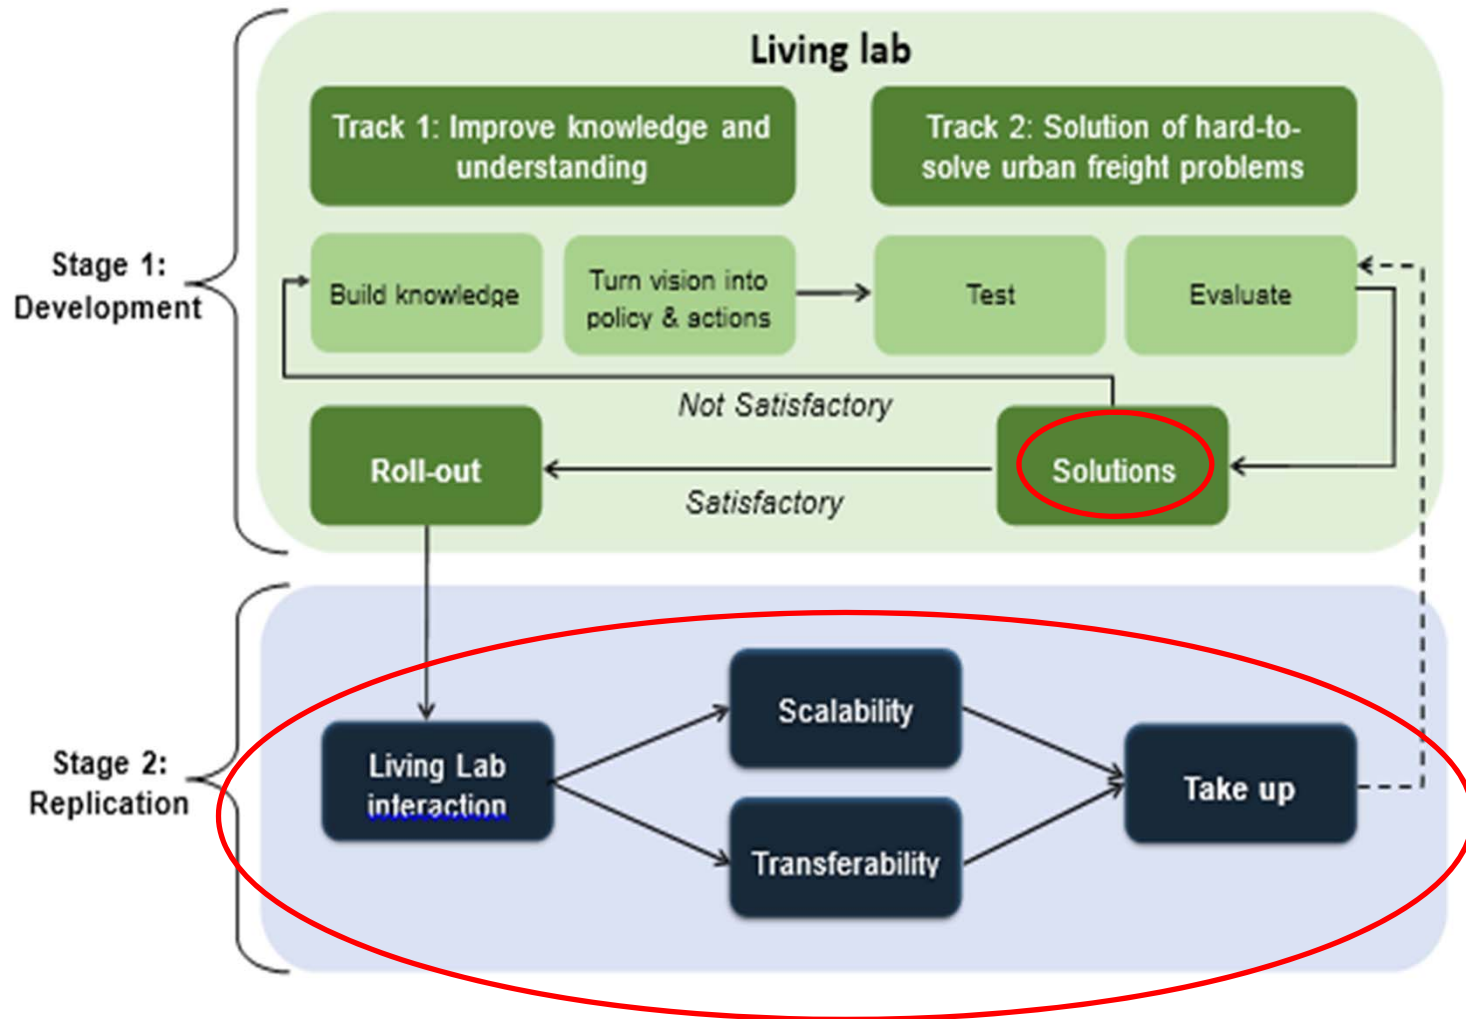 Living lab
Track 1: Improve knowledge and
understanding
Track 2: Solution of hard-to-
solve urban freight problems
Stage 1:
Development
Build knowledge
Turn vision into
policy & actions
Test
Evaluate
Not Satisfactory
Roll-out
Solutions
Satisfactory
Stage 2:
Replication
Living Lab
interaction
Scalability
Transferability
Take up